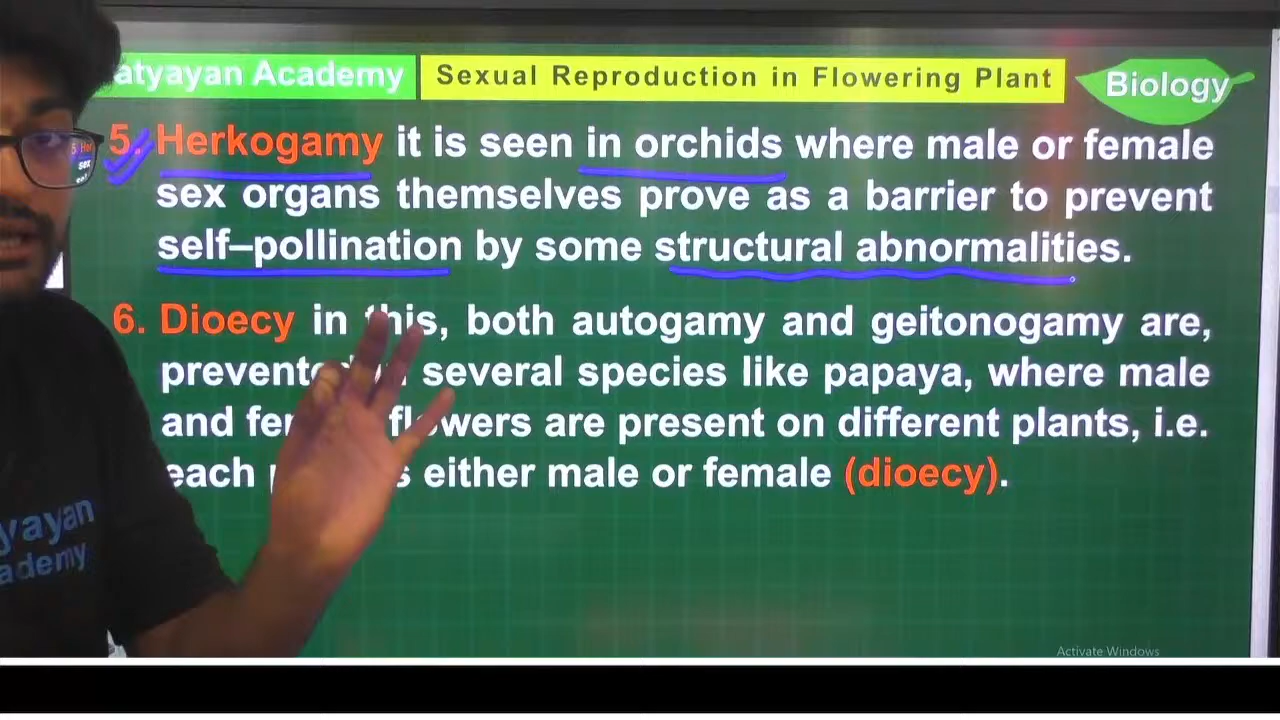 atyayan Academy
Sexual Reproduction in Flowering Plant
Biology
5. Herkogamy it is seen in orchids where male or female
sex organs themselves prove as a barrier to prevent
self–pollination by some structural abnormalities.
6. Dioecy in this, both autogamy and geitonogamy are,
several species like papaya, where male
and flowers are present on different plants, i.e.
each either male or female (dioecy).
yayan
ademy
Activate Windows